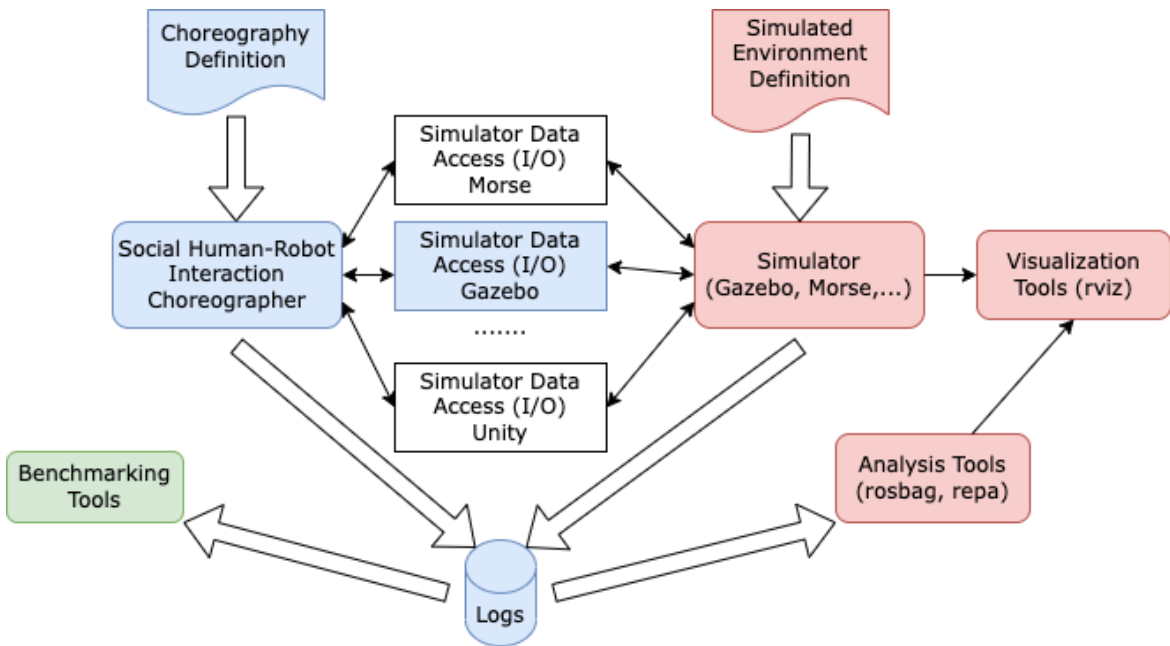 Choreography
Definition
Simulated
Environment
Definition
Simulator Data
Access (I/O)
Morse
Social Human-Robot
Interaction
Choreographer
Simulator Data
Access (I/O)
Gazebo
.......
Simulator
(Gazebo, Morse,...)
Visualization
Tools (rviz)
Simulator Data
Access (I/O)
Unity
Benchmarking
Tools
Analysis Tools
(rosbag, repa)
Logs